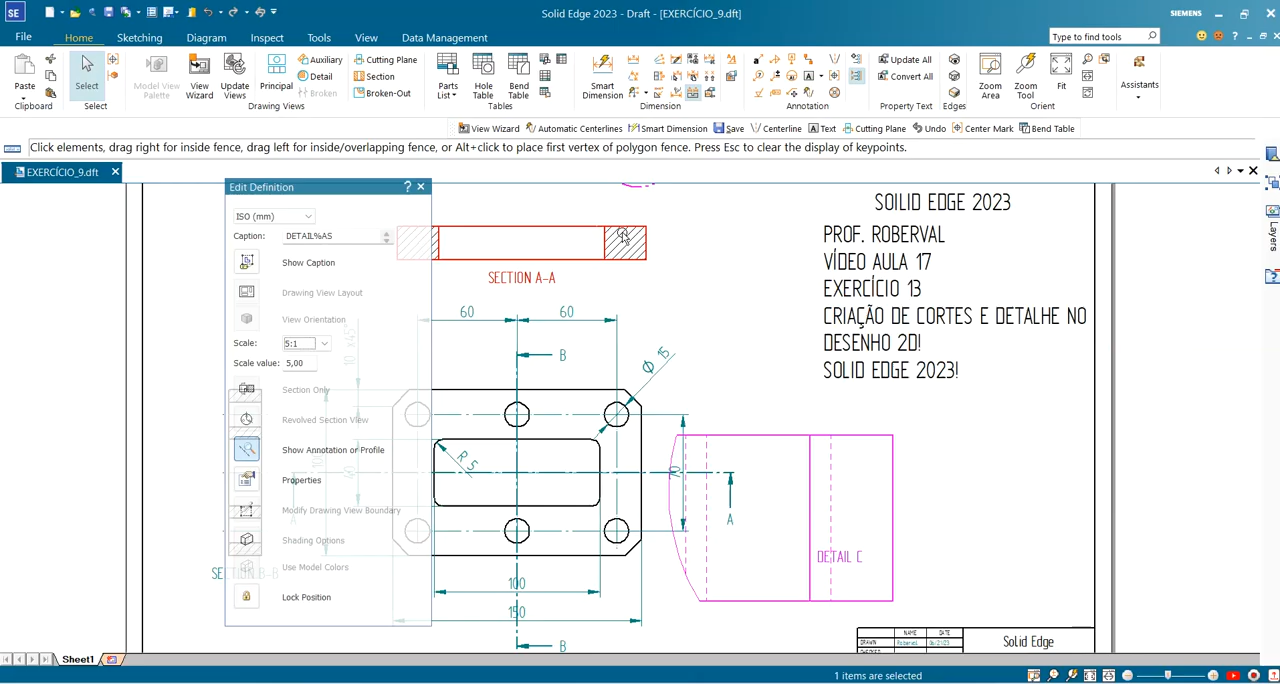 SE
Solid Edge 2023 - Draft - [EXERCÍCIO_9.dft]
SIEMENS
File Home Sketching Diagram Inspect Tools View Data Management
Type to find tools
Paste
Clipboard
Select
Select
Model View Palette
View Wizard
Update Views
Principal
Auxiliary
Detail
Broken
Cutting Plane
Section
Broken-Out
Drawing Views
Parts List
Hole Table
Bend Table
Tables
Smart Dimension
Dimension
Annotation
Update All
Convert All
Property Text
Edges
Zoom Area
Zoom Tool
Fit
Orient
Assistants
View Wizard Automatic Centerlines Smart Dimension Save Centerline Text Cutting Plane Undo Center Mark Bend Table
Click elements, drag right for inside fence, drag left for inside/overlapping fence, or Alt+click to place first vertex of polygon fence. Press Esc to clear the display of keypoints.
EXERCÍCIO_9.dft
Edit Definition
ISO (mm)
Caption: DETAIL%AS
Show Caption
Drawing View Layout
View Orientation
Scale: 5:1
Scale value: 5,00
Section Only
Revolved Section View
Show Annotation or Profile
Properties
Modify Drawing View Boundary
Shading Options
Use Model Colors
Lock Position
SECTION A-A
60 60
B
Ø 15
10 x45°
R 5
100
60
70
A
A
SECTION B-B
100
150
B
DETAIL C
SOILID EDGE 2023
PROF. ROBERVAL
VÍDEO AULA 17
EXERCÍCIO 13
CRIAÇÃO DE CORTES E DETALHE NO
DESENHO 2D!
SOLID EDGE 2023!
NAME DATE
DRAWN Roberval
CHECKED
Solid Edge
Layers
Sheet1
1 items are selected